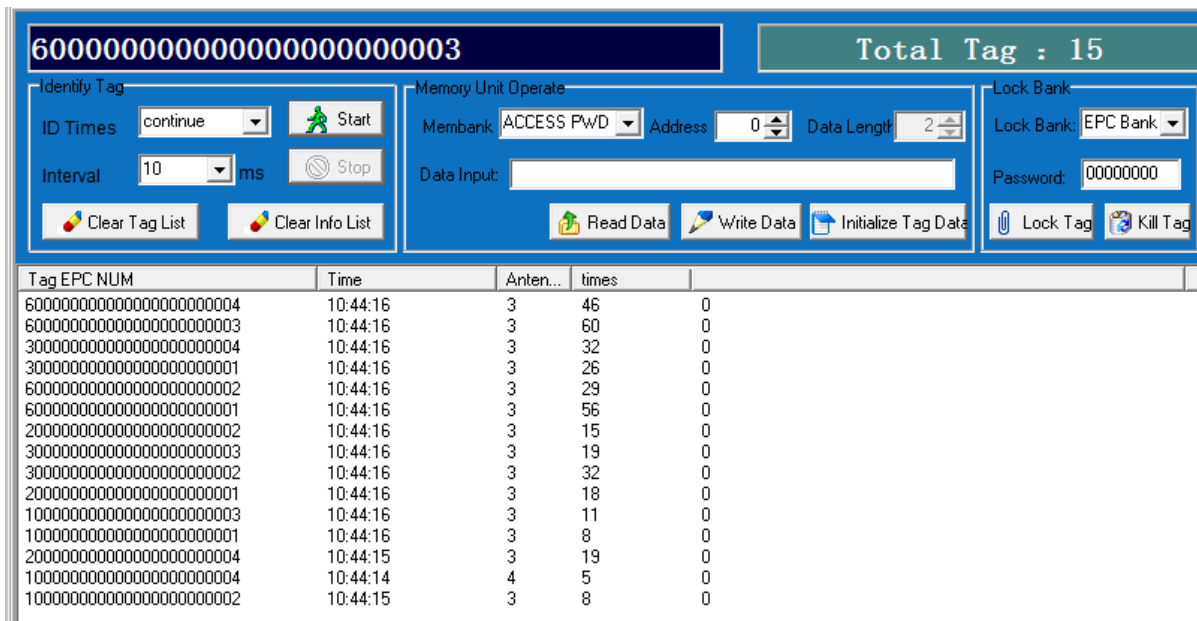 600000000000000000000003
Total Tag : 15
Identify Tag
Memory Unit Operate
Lock Bank
ID Times continue Start
Membank ACCESS PWD Address 0 Data Length 2
Lock Bank: EPC Bank
Interval 10 ms Stop
Data Input:
Password: 00000000
Clear Tag List Clear Info List
Read Data Write Data Initialize Tag Data
Lock Tag Kill Tag
Tag EPC NUM Time Anten... times
600000000000000000000004 10:44:16 3 46 0
600000000000000000000003 10:44:16 3 60 0
300000000000000000000004 10:44:16 3 32 0
300000000000000000000001 10:44:16 3 26 0
600000000000000000000002 10:44:16 3 29 0
600000000000000000000001 10:44:16 3 56 0
200000000000000000000002 10:44:16 3 15 0
300000000000000000000003 10:44:16 3 19 0
300000000000000000000002 10:44:16 3 32 0
200000000000000000000001 10:44:16 3 18 0
100000000000000000000003 10:44:16 3 11 0
100000000000000000000001 10:44:16 3 8 0
200000000000000000000004 10:44:15 3 19 0
100000000000000000000004 10:44:14 4 5 0
100000000000000000000002 10:44:15 3 8 0